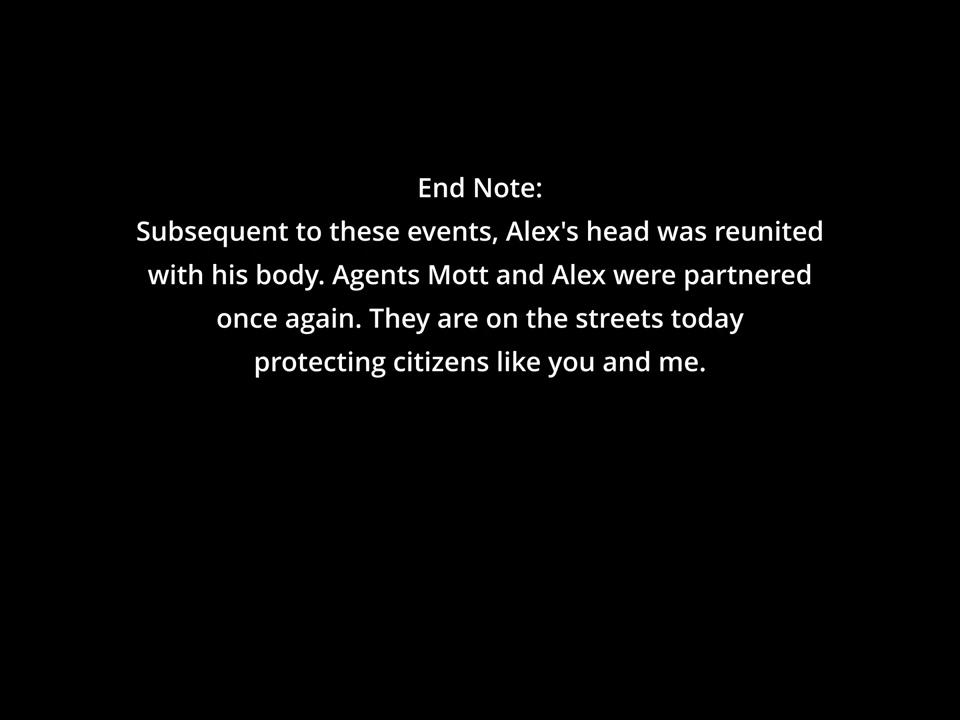 End Note:
Subsequent to these events, Alex's head was reunited
with his body. Agents Mott and Alex were partnered
once again. They are on the streets today
protecting citizens like you and me.